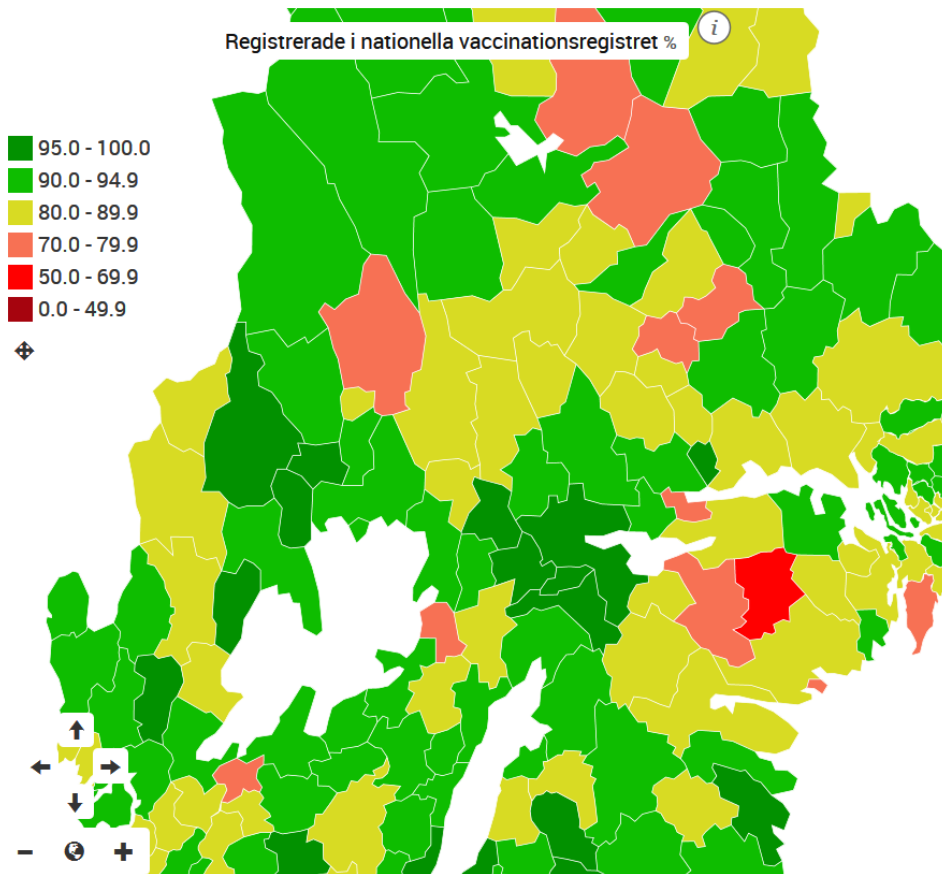 Registrerade i nationella vaccinationsregistret %
i
95.0 - 100.0
90.0 - 94.9
80.0 - 89.9
70.0 - 79.9
50.0 - 69.9
0.0 - 49.9